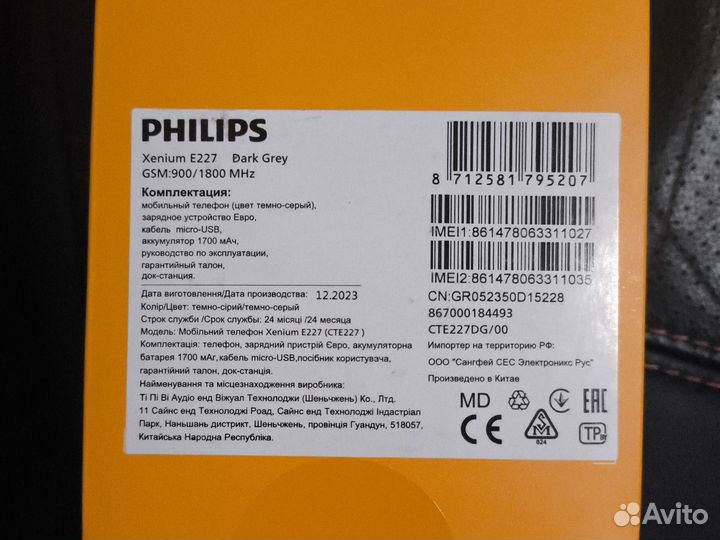 PHILIPS
Xenium E227 Dark Grey
GSM:900/1800 MHz
Комплектация:
мобильный телефон (цвет темно-серый),
зарядное устройство Евро,
кабель micro-USB,
аккумулятор 1700 мАч,
руководство по эксплуатации,
гарантийный талон,
док-станция.
8 712581 795207
IMEI1:861478063311027
IMEI2:861478063311035
CN:GR052350D15228
867000184493
CTE227DG/00
Импортер на территорию РФ:
ООО "Сангфей СЕС Электроникс Рус"
Произведено в Китае
Дата виготовлення/Дата производства: 12.2023
Колір/Цвет: темно-сірий/темно-серый
Строк служби /Срок службы: 24 місяці /24 месяца
Модель: Мобільний телефон Xenium E227 (CTE227 )
Комплектація: телефон, зарядний пристрій Євро, акумуляторна
батарея 1700 мАг,кабель micro-USB,посібник користувача,
гарантійний талон, док-станція.
Найменування та місцезнаходження виробника:
Ті Пі Ві Аудіо енд Віжуал Технолоджи (Шеньчжень) Ко., Лтд.
11 Сайнс енд Технолоджі Роад, Сайнс енд Технолоджі Індастріал
Парк, Наньшань дистрикт, Шеньчжень, провінція Гуандун, 518057,
Китайська Народна Республіка.
MD
EAC
CE
024
TP
Avito